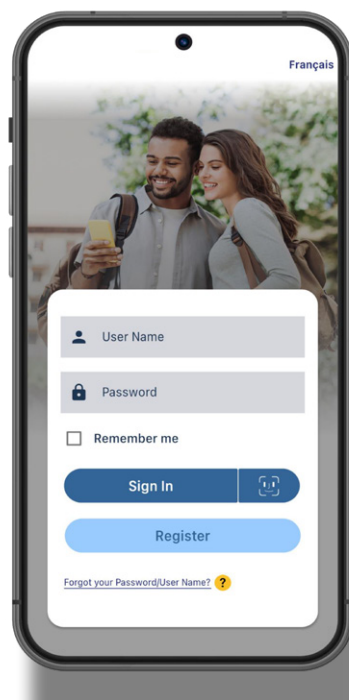 Français
User Name
Password
Remember me
Sign In
Register
Forgot your Password/User Name? ?